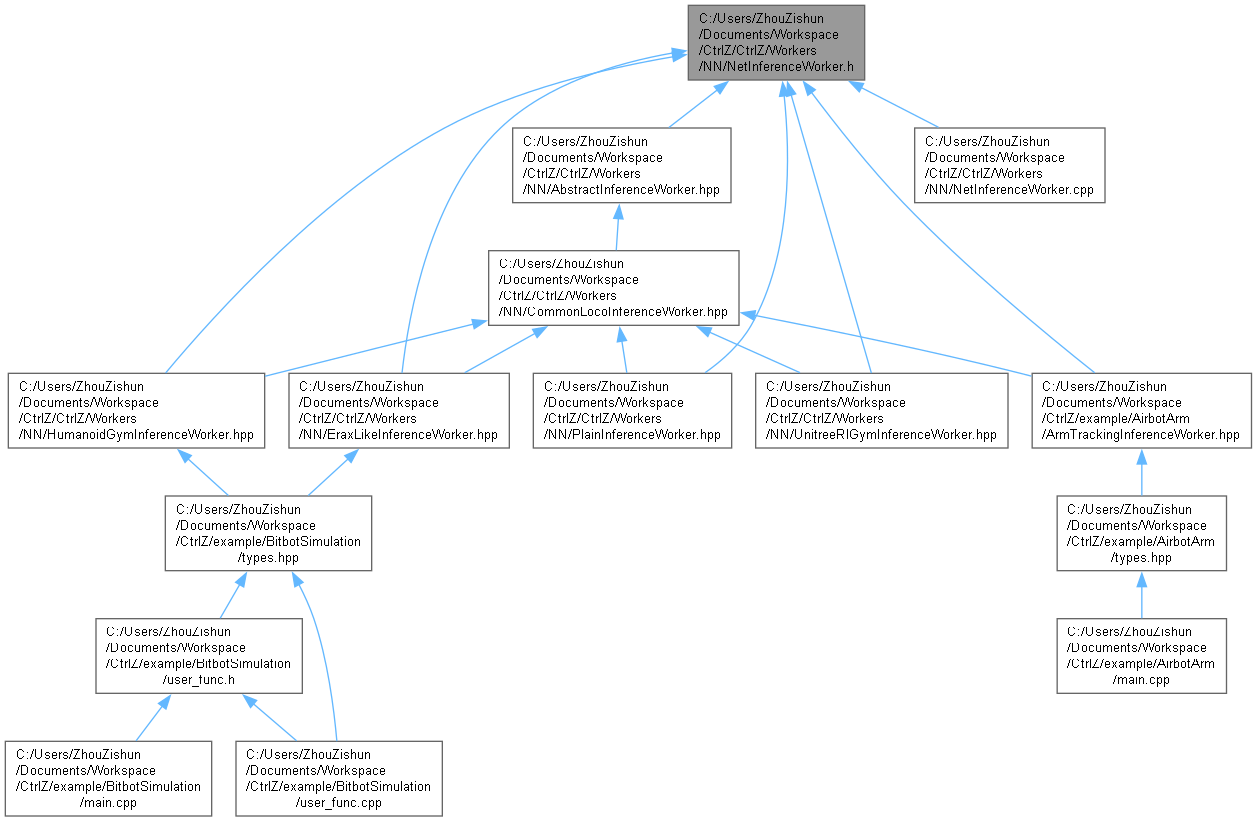 C:/Users/ZhouZishun
/Documents/Workspace
/CtrlZ/CtrlZ/Workers
/NN/NetInferenceWorker.h
C:/Users/ZhouZishun
/Documents/Workspace
/CtrlZ/CtrlZ/Workers
/NN/AbstractInferenceWorker.hpp
C:/Users/ZhouZishun
/Documents/Workspace
/CtrlZ/CtrlZ/Workers
/NN/NetInferenceWorker.cpp
C:/Users/ZhouZishun
/Documents/Workspace
/CtrlZ/CtrlZ/Workers
/NN/CommonLocoInferenceWorker.hpp
C:/Users/ZhouZishun
/Documents/Workspace
/CtrlZ/CtrlZ/Workers
/NN/HumanoidGymInferenceWorker.hpp
C:/Users/ZhouZishun
/Documents/Workspace
/CtrlZ/CtrlZ/Workers
/NN/EraxLikeInferenceWorker.hpp
C:/Users/ZhouZishun
/Documents/Workspace
/CtrlZ/CtrlZ/Workers
/NN/PlainInferenceWorker.hpp
C:/Users/ZhouZishun
/Documents/Workspace
/CtrlZ/CtrlZ/Workers
/NN/UnitreeRlGymInferenceWorker.hpp
C:/Users/ZhouZishun
/Documents/Workspace
/CtrlZ/example/AirbotArm
/ArmTrackingInferenceWorker.hpp
C:/Users/ZhouZishun
/Documents/Workspace
/CtrlZ/example/BitbotSimulation
/types.hpp
C:/Users/ZhouZishun
/Documents/Workspace
/CtrlZ/example/AirbotArm
/types.hpp
C:/Users/ZhouZishun
/Documents/Workspace
/CtrlZ/example/BitbotSimulation
/user_func.h
C:/Users/ZhouZishun
/Documents/Workspace
/CtrlZ/example/AirbotArm
/main.cpp
C:/Users/ZhouZishun
/Documents/Workspace
/CtrlZ/example/BitbotSimulation
/main.cpp
C:/Users/ZhouZishun
/Documents/Workspace
/CtrlZ/example/BitbotSimulation
/user_func.cpp